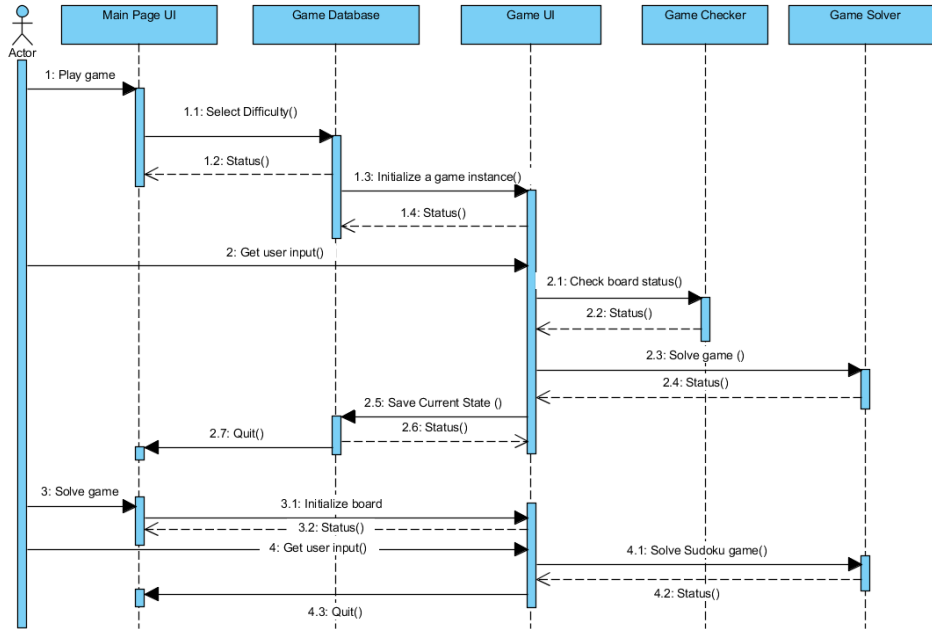 Main Page UI
Game Database
Game UI
Game Checker
Game Solver
Actor
1: Play game
1.1: Select Difficulty()
1.2: Status()
1.3: Initialize a game instance()
1.4: Status()
2: Get user input()
2.1: Check board status()
2.2: Status()
2.3: Solve game ()
2.4: Status()
2.5: Save Current State ()
2.6: Status()
2.7: Quit()
3: Solve game
3.1: Initialize board
3.2: Status()
4: Get user input()
4.1: Solve Sudoku game()
4.2: Status()
4.3: Quit()